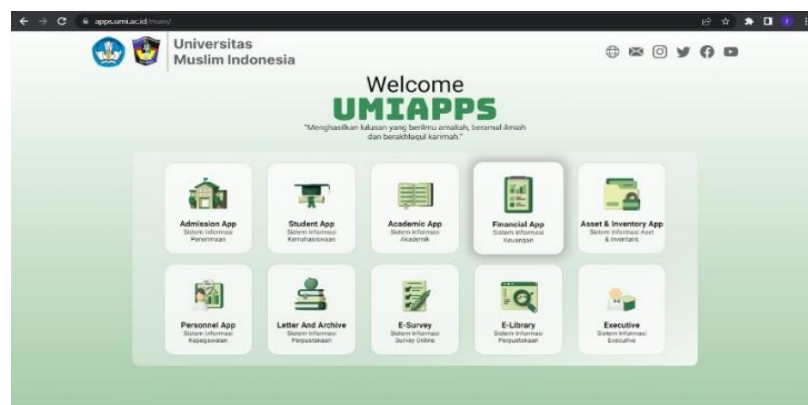 apps.umi.ac.id/main/
Universitas
Muslim Indonesia
Welcome
UMIAPPS
"Menghasilkan lulusan yang berilmu amaliah, beramal ilmiah
dan berakhlaqul karimah."
Admission App
Sistem Informasi
Penerimaan
Student App
Sistem Informasi
Kemahasiswaan
Academic App
Sistem Informasi
Akademik
Financial App
Sistem Informasi
Keuangan
Asset & Inventory App
Sistem Informasi Aset
& Inventaris
Personnel App
Sistem Informasi
Kepegawaian
Letter And Archive
Sistem Informasi
Perpustakaan
E-Survey
Sistem Informasi
Survey Online
E-Library
Sistem Informasi
Perpustakaan
Executive
Sistem Informasi
Executive